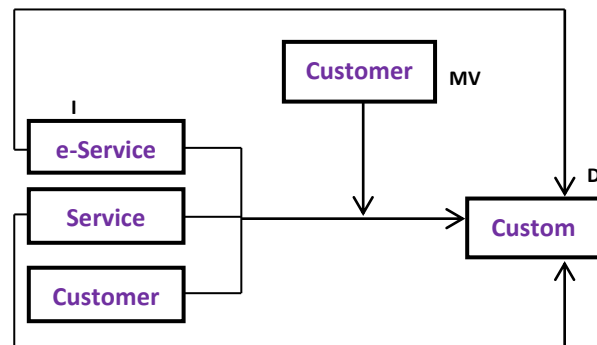 Customer
MV
I
e-Service
D
Service
Custom
Customer